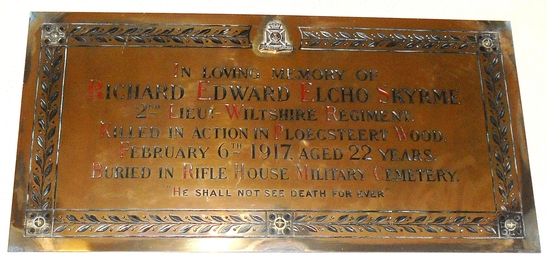 In loving memory of
Richard Edward Elcho Skyrme
2nd Lieut- Wiltshire Regiment.
Killed in action in Ploegsteert Wood.
February 6th 1917, aged 22 years.
Buried in Rifle House Military Cemetery.
"He shall not see death for ever"